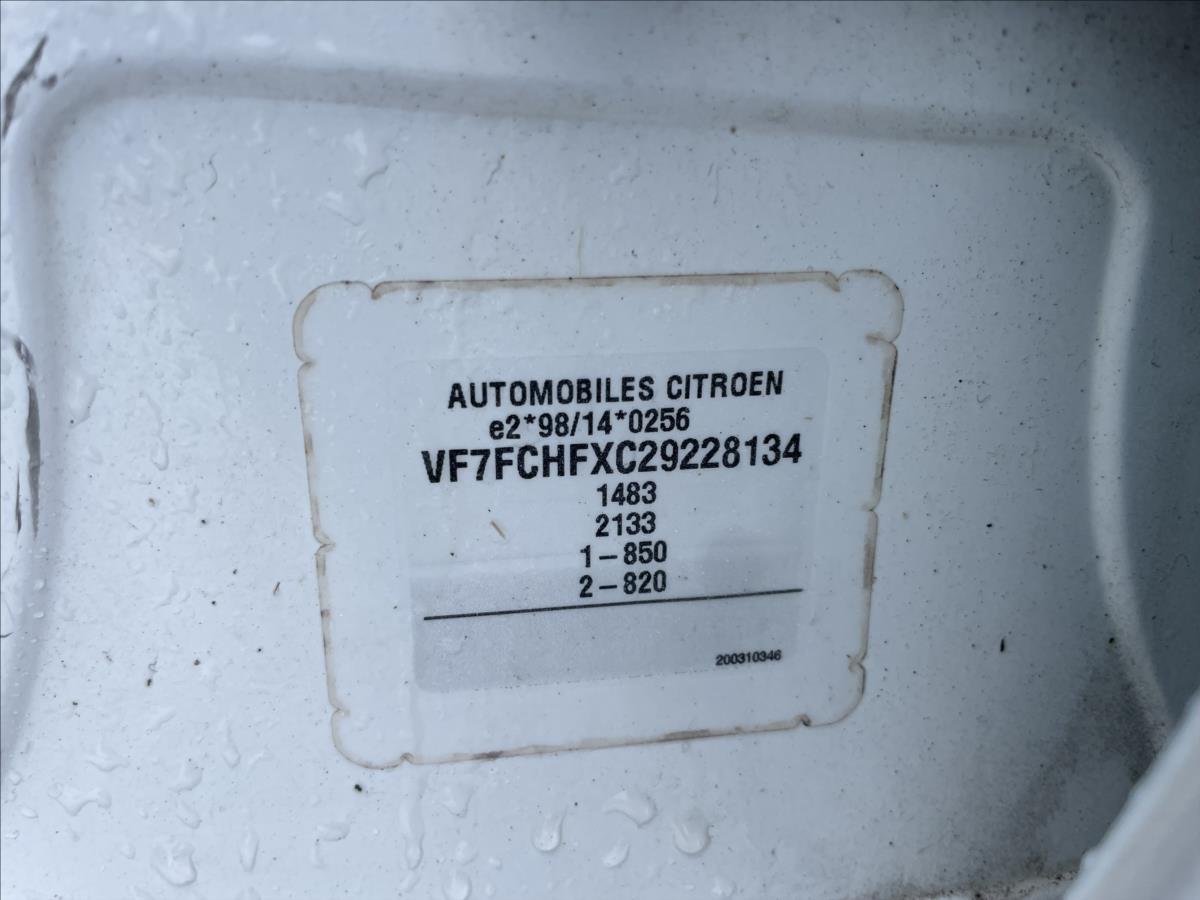 AUTOMOBILES CITROEN
e2*98/14*0256
VF7FCHFXC29228134
1483
2133
1-850
2-820
200310346